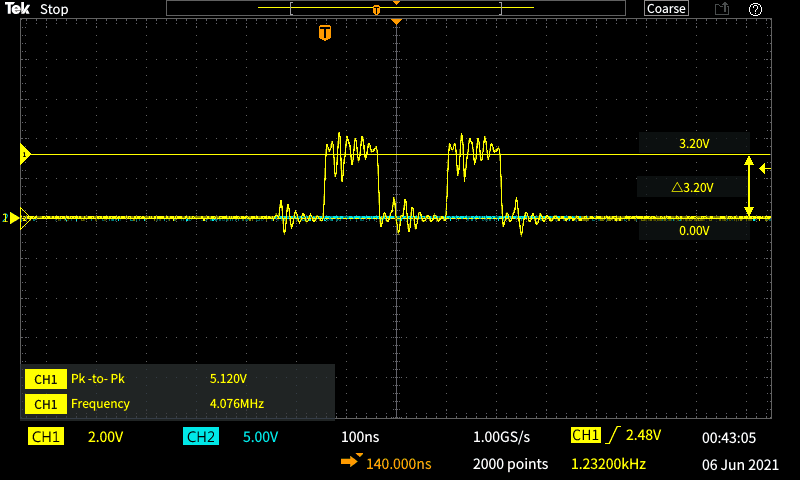 Tek Stop T Coarse ?
T
1 3.20V
△3.20V
2 0.00V
CH1 Pk -to- Pk 5.120V
CH1 Frequency 4.076MHz
CH1 2.00V CH2 5.00V 100ns 1.00GS/s CH1 2.48V 00:43:05
140.000ns 2000 points 1.23200kHz 06 Jun 2021